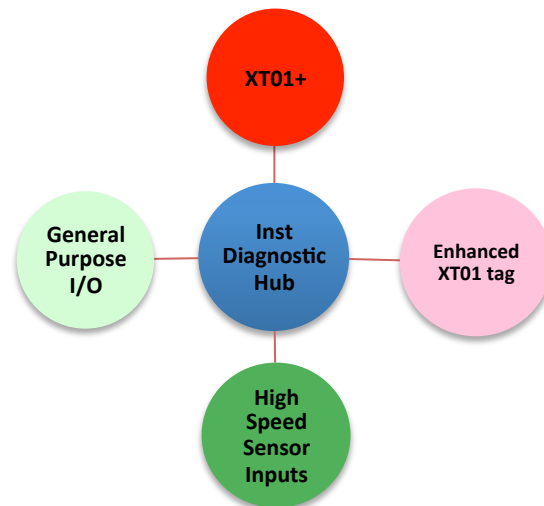 XT01+
General
Purpose
I/O
Inst
Diagnostic
Hub
Enhanced
XT01 tag
High
Speed
Sensor
Inputs